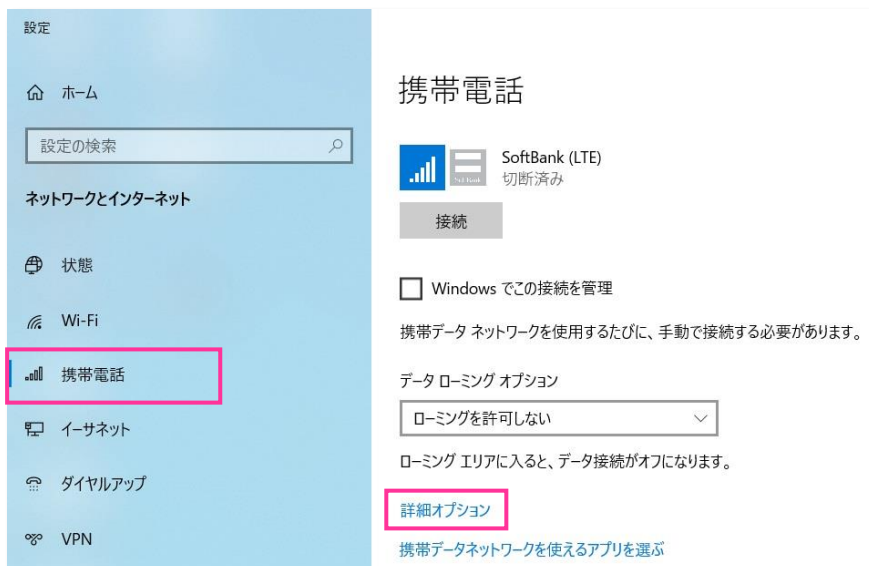 設定
ホーム
設定の検索
ネットワークとインターネット
状態
Wi-Fi
携帯電話
イーサネット
ダイヤルアップ
VPN
携帯電話
SoftBank (LTE)
切断済み
接続
Windows でこの接続を管理
携帯データ ネットワークを使用するたびに、手動で接続する必要があります。
データ ローミング オプション
ローミングを許可しない
ローミング エリアに入ると、データ接続がオフになります。
詳細オプション
携帯データネットワークを使えるアプリを選ぶ